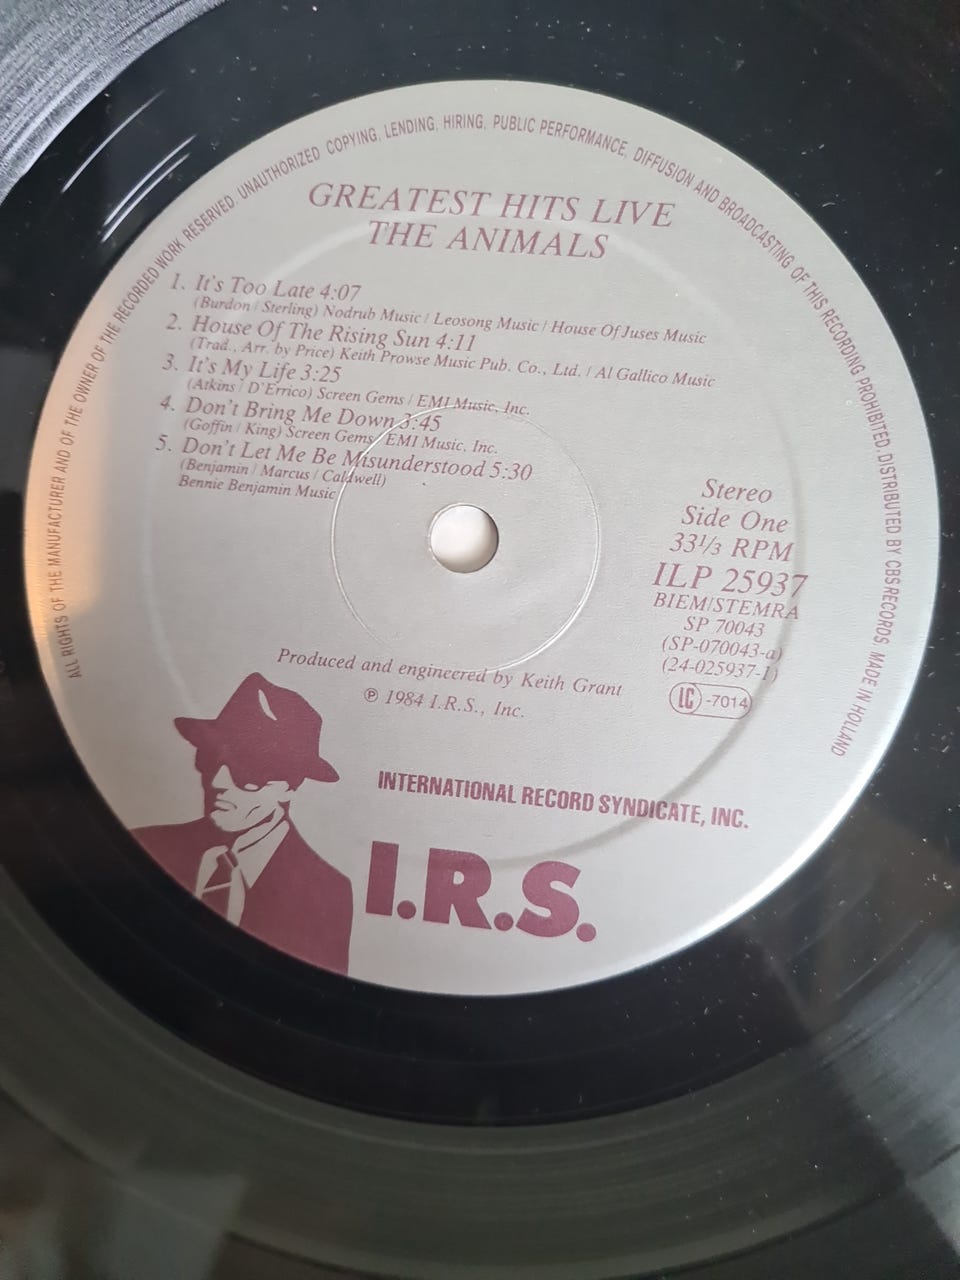 ALL RIGHTS OF THE MANUFACTURER AND OF THE OWNER OF THE RECORDED WORK RESERVED. UNAUTHORIZED COPYING, LENDING, HIRING, PUBLIC PERFORMANCE, DIFFUSION AND BROADCASTING OF THIS RECORDING PROHIBITED. DISTRIBUTED BY CBS RECORDS. MADE IN HOLLAND
GREATEST HITS LIVE
THE ANIMALS
1. It's Too Late 4:07
(Burdon / Sterling) Nodrub Music / Leosong Music / House Of Juses Music
2. House Of The Rising Sun 4:11
(Trad., Arr. by Price) Keith Prowse Music Pub. Co., Ltd. / Al Gallico Music
3. It's My Life 3:25
(Atkins / D'Errico) Screen Gems / EMI Music, Inc.
4. Don't Bring Me Down 3:45
(Goffin / King) Screen Gems / EMI Music, Inc.
5. Don't Let Me Be Misunderstood 5:30
(Benjamin / Marcus / Caldwell)
Bennie Benjamin Music
Stereo
Side One
33⅓ RPM
ILP 25937
BIEM/STEMRA
SP 70043
(SP-070043-a)
(24-025937-1)
LC -7014
Produced and engineered by Keith Grant
℗ 1984 I.R.S., Inc.
INTERNATIONAL RECORD SYNDICATE, INC.
I.R.S.